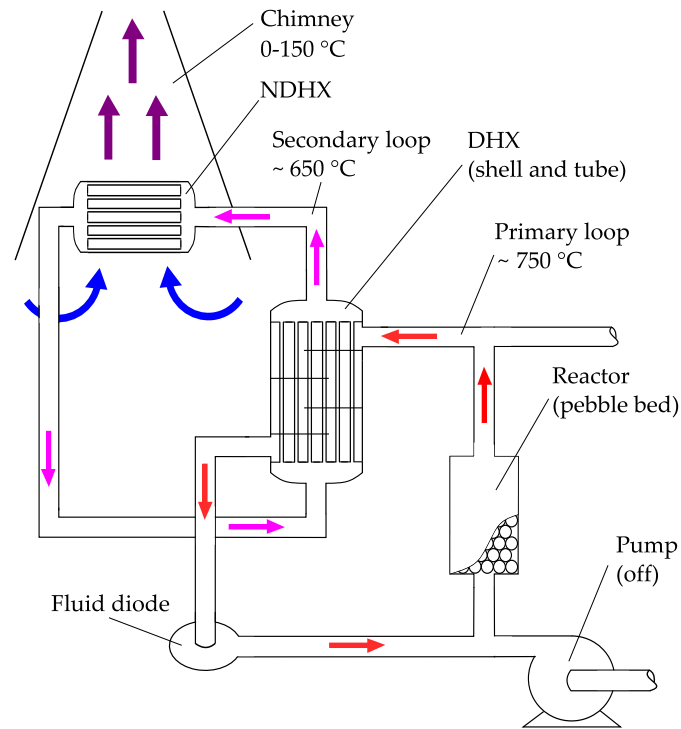 Chimney
0-150 °C
NDHX
Secondary loop
~ 650 °C
DHX
(shell and tube)
Primary loop
~ 750 °C
Reactor
(pebble bed)
Pump
(off)
Fluid diode